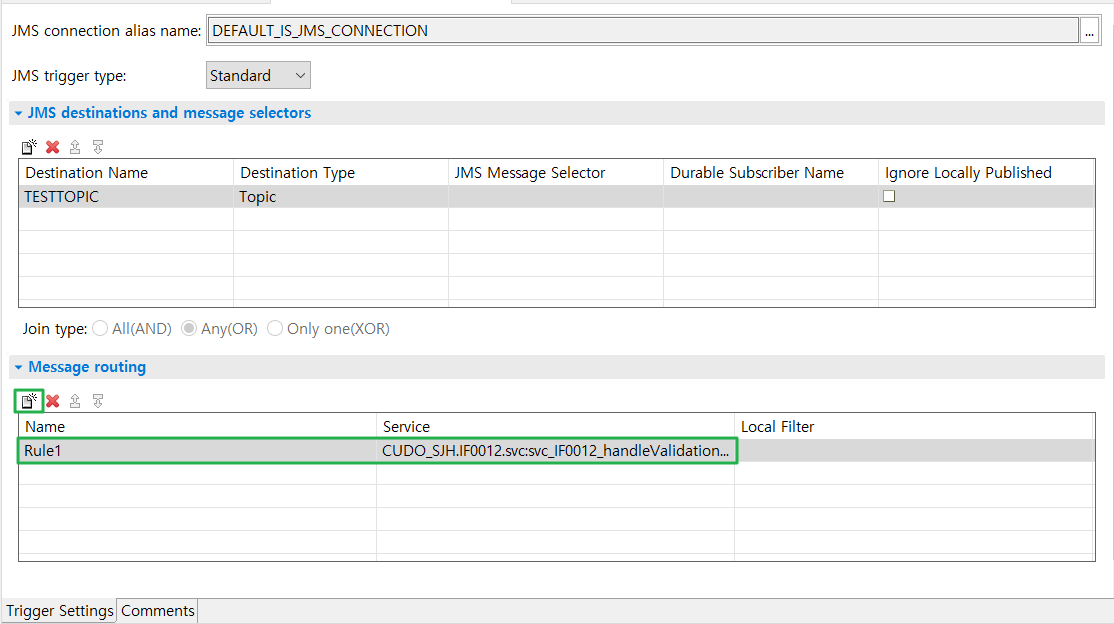 JMS connection alias name: DEFAULT_IS_JMS_CONNECTION ...
JMS trigger type: Standard
JMS destinations and message selectors
Destination Name Destination Type JMS Message Selector Durable Subscriber Name Ignore Locally Published
TESTTOPIC Topic
Join type: All(AND) Any(OR) Only one(XOR)
Message routing
Name Service Local Filter
Rule1 CUDO_SJH.IF0012.svc:svc_IF0012_handleValidation...
Trigger Settings Comments